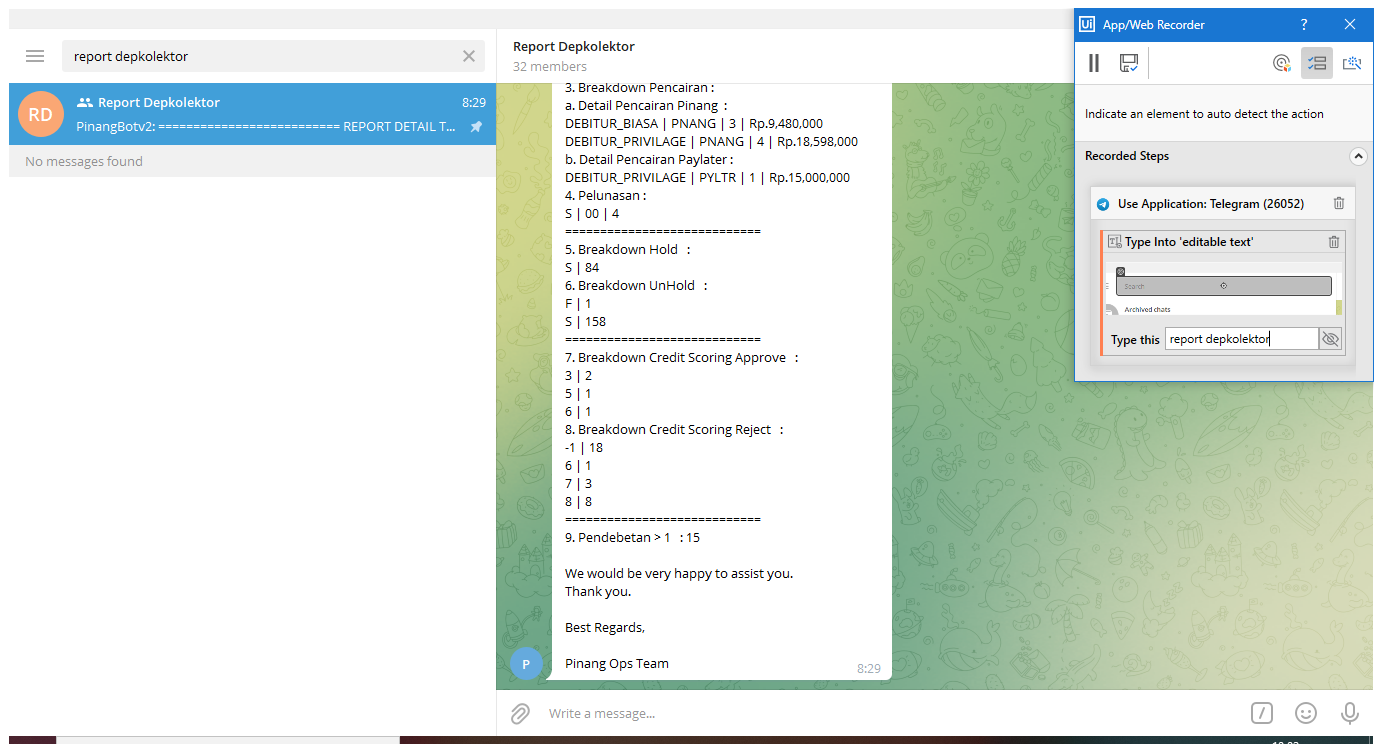 report depkolektor
RD
Report Depkolektor
8:29
PinangBotv2: ========================== REPORT DETAIL T...
No messages found
Report Depkolektor
32 members
3. Breakdown Pencairan :
a. Detail Pencairan Pinang :
DEBITUR_BIASA | PNANG | 3 | Rp.9,480,000
DEBITUR_PRIVILAGE | PNANG | 4 | Rp.18,598,000
b. Detail Pencairan Paylater :
DEBITUR_PRIVILAGE | PYLTR | 1 | Rp.15,000,000
4. Pelunasan :
S | 00 | 4
============================
5. Breakdown Hold :
S | 84
6. Breakdown UnHold :
F | 1
S | 158
============================
7. Breakdown Credit Scoring Approve :
3 | 2
5 | 1
6 | 1
8. Breakdown Credit Scoring Reject :
-1 | 18
6 | 1
7 | 3
8 | 8
============================
9. Pendebetan > 1 : 15
We would be very happy to assist you.
Thank you.
Best Regards,
Pinang Ops Team
8:29
P
Write a message...
Ui App/Web Recorder
?
Indicate an element to auto detect the action
Recorded Steps
Use Application: Telegram (26052)
Type Into 'editable text'
Search
Archived chats
Type this
report depkolektor